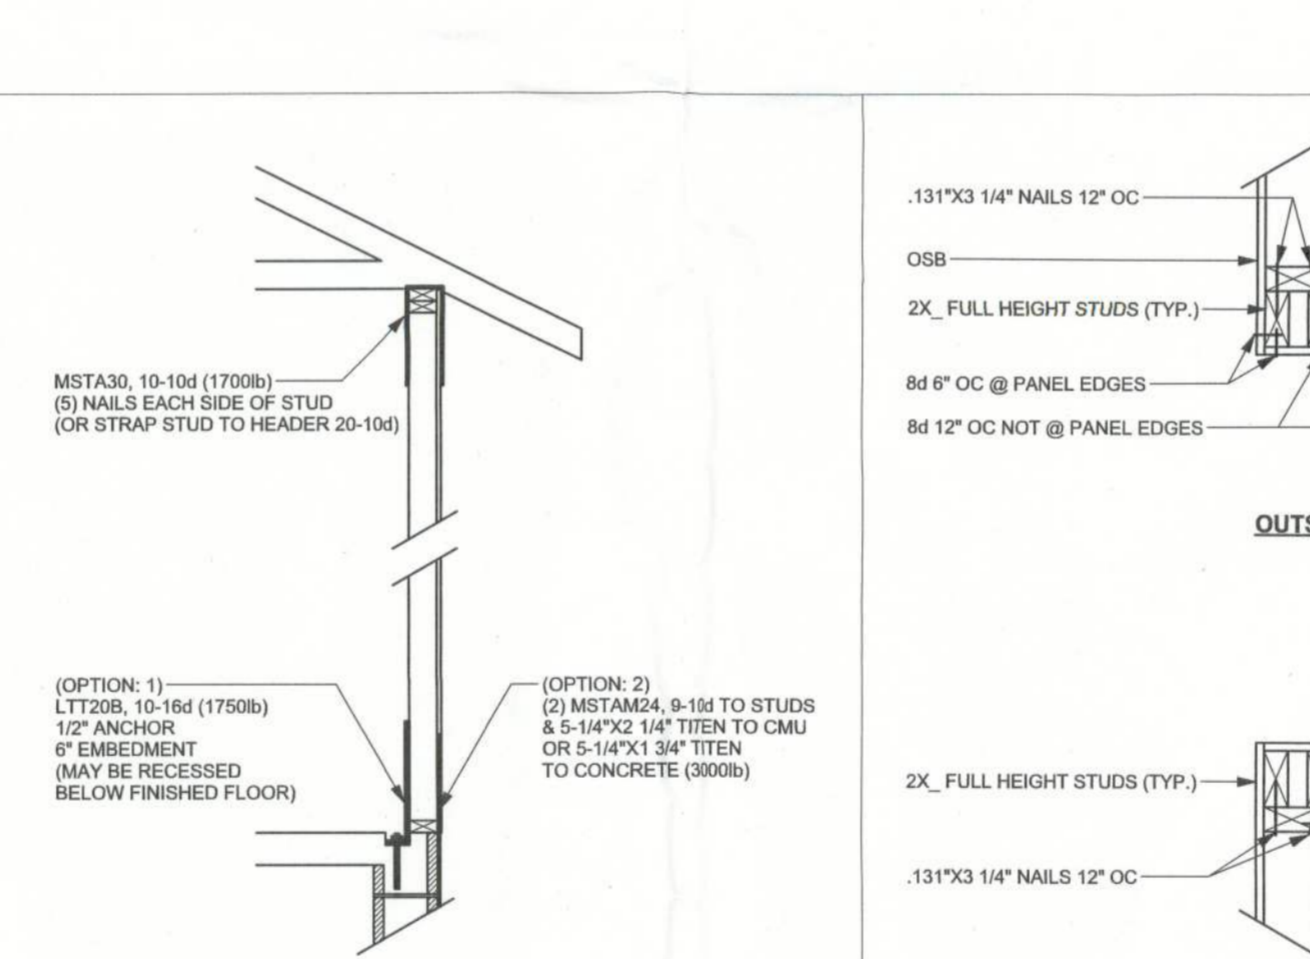 MSTA30, 10-10d (1700lb)
(5) NAILS EACH SIDE OF STUD
(OR STRAP STUD TO HEADER 20-10d)
(OPTION: 1)
LTT20B, 10-16d (1750lb)
1/2" ANCHOR
6" EMBEDMENT
(MAY BE RECESSED
BELOW FINISHED FLOOR)
(OPTION: 2)
(2) MSTAM24, 9-10d TO STUDS
& 5-1/4"X2 1/4" TITEN TO CMU
OR 5-1/4"X1 3/4" TITEN
TO CONCRETE (3000lb)
.131"X3 1/4" NAILS 12" OC
OSB
2X_ FULL HEIGHT STUDS (TYP.)
8d 6" OC @ PANEL EDGES
8d 12" OC NOT @ PANEL EDGES
2X_ FULL HEIGHT STUDS (TYP.)
.131"X3 1/4" NAILS 12" OC